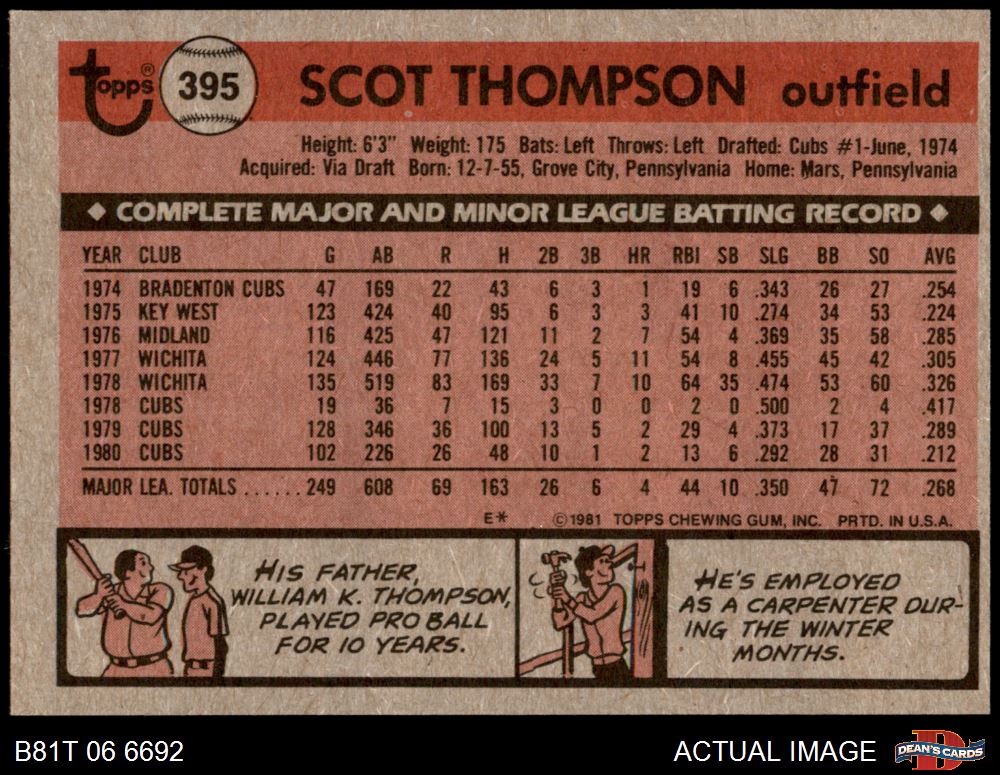 topps® 395 SCOT THOMPSON outfield
Height: 6'3" Weight: 175 Bats: Left Throws: Left Drafted: Cubs #1-June, 1974
Acquired: Via Draft Born: 12-7-55, Grove City, Pennsylvania Home: Mars, Pennsylvania
◆ COMPLETE MAJOR AND MINOR LEAGUE BATTING RECORD ◆
YEAR CLUB G AB R H 2B 3B HR RBI SB SLG BB SO AVG
1974 BRADENTON CUBS 47 169 22 43 6 3 1 19 6 .343 26 27 .254
1975 KEY WEST 123 424 40 95 6 3 3 41 10 .274 34 53 .224
1976 MIDLAND 116 425 47 121 11 2 7 54 4 .369 35 58 .285
1977 WICHITA 124 446 77 136 24 5 11 54 8 .455 45 42 .305
1978 WICHITA 135 519 83 169 33 7 10 64 35 .474 53 60 .326
1978 CUBS 19 36 7 15 3 0 0 2 0 .500 2 4 .417
1979 CUBS 128 346 36 100 13 5 2 29 4 .373 17 37 .289
1980 CUBS 102 226 26 48 10 1 2 13 6 .292 28 31 .212
MAJOR LEA. TOTALS ...... 249 608 69 163 26 6 4 44 10 .350 47 72 .268
E* ©1981 TOPPS CHEWING GUM, INC. PRTD. IN U.S.A.
HIS FATHER,
WILLIAM K. THOMPSON,
PLAYED PRO BALL
FOR 10 YEARS.
HE'S EMPLOYED
AS A CARPENTER DUR-
ING THE WINTER
MONTHS.
B81T 06 6692 ACTUAL IMAGE DEAN'S CARDS